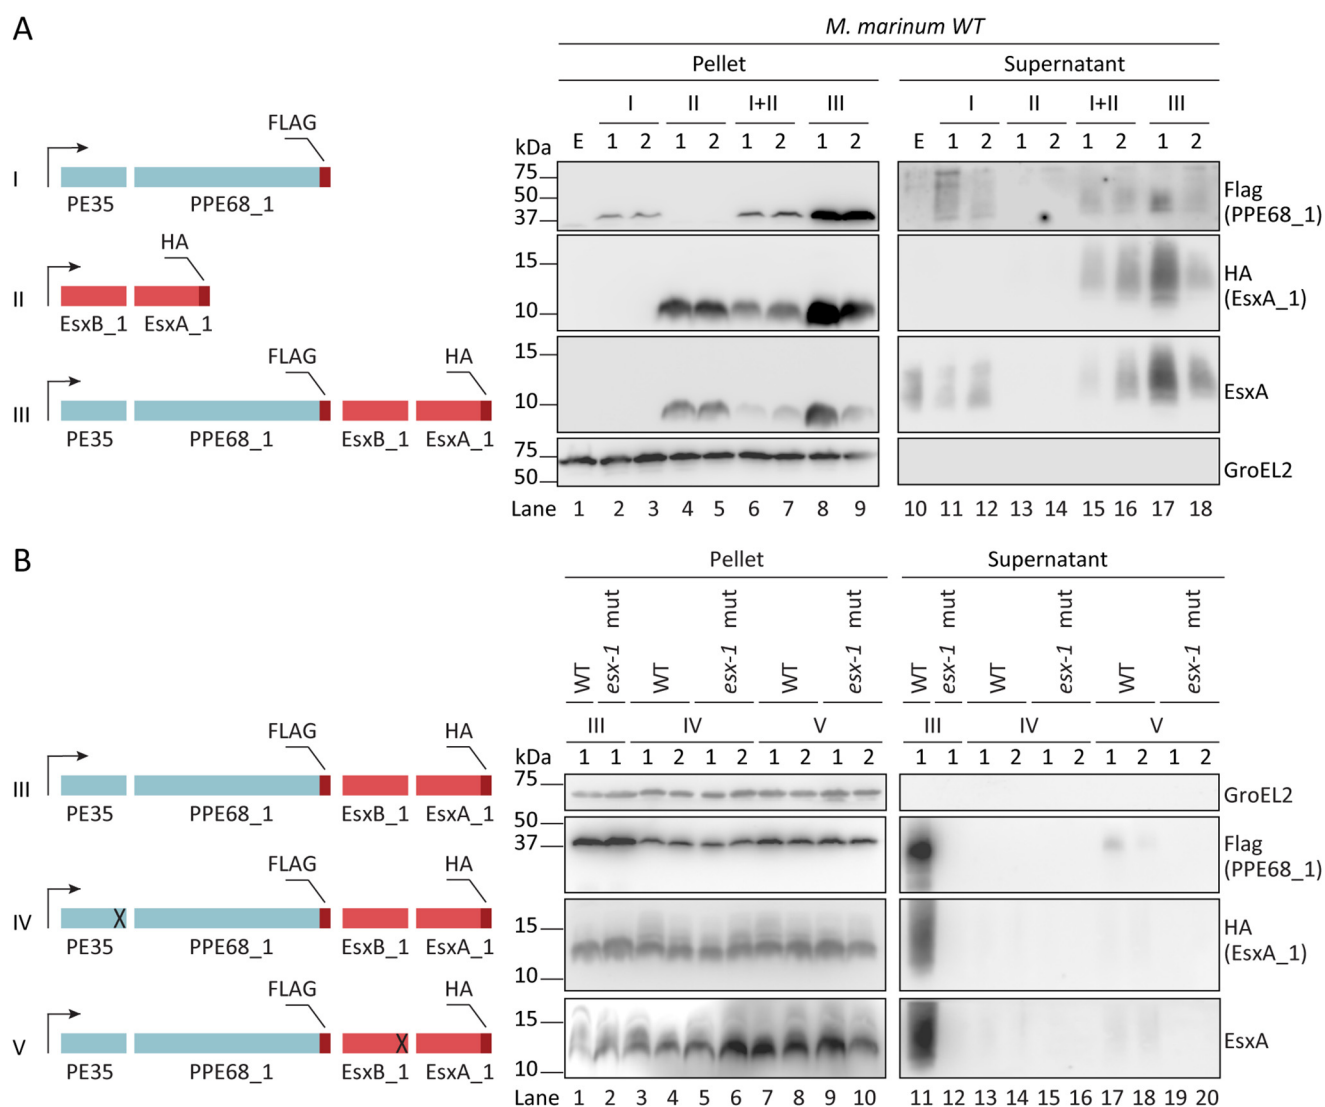 A
M. marinum WT
Pellet
Supernatant
I II I+II III
I II I+II III
kDa E 1 2 1 2 1 2 1 2
E 1 2 1 2 1 2 1 2
FLAG
I
PE35 PPE68_1
HA
II
EsxB_1 EsxA_1
FLAG HA
III
PE35 PPE68_1 EsxB_1 EsxA_1
75
50
37
Flag
(PPE68_1)
15
10
HA
(EsxA_1)
15
10
EsxA
75
50
GroEL2
Lane 1 2 3 4 5 6 7 8 9
10 11 12 13 14 15 16 17 18
B
Pellet
Supernatant
WT esx-1 mut WT esx-1 mut WT esx-1 mut
WT esx-1 mut WT esx-1 mut WT esx-1 mut
III IV V
III IV V
kDa 1 1 1 2 1 2 1 2 1 2
1 1 1 2 1 2 1 2 1 2
FLAG HA
III
PE35 PPE68_1 EsxB_1 EsxA_1
FLAG HA
IV X
PE35 PPE68_1 EsxB_1 EsxA_1
FLAG HA
V X
PE35 PPE68_1 EsxB_1 EsxA_1
75
GroEL2
50
37
Flag
(PPE68_1)
15
10
HA
(EsxA_1)
15
10
EsxA
Lane 1 2 3 4 5 6 7 8 9 10
11 12 13 14 15 16 17 18 19 20